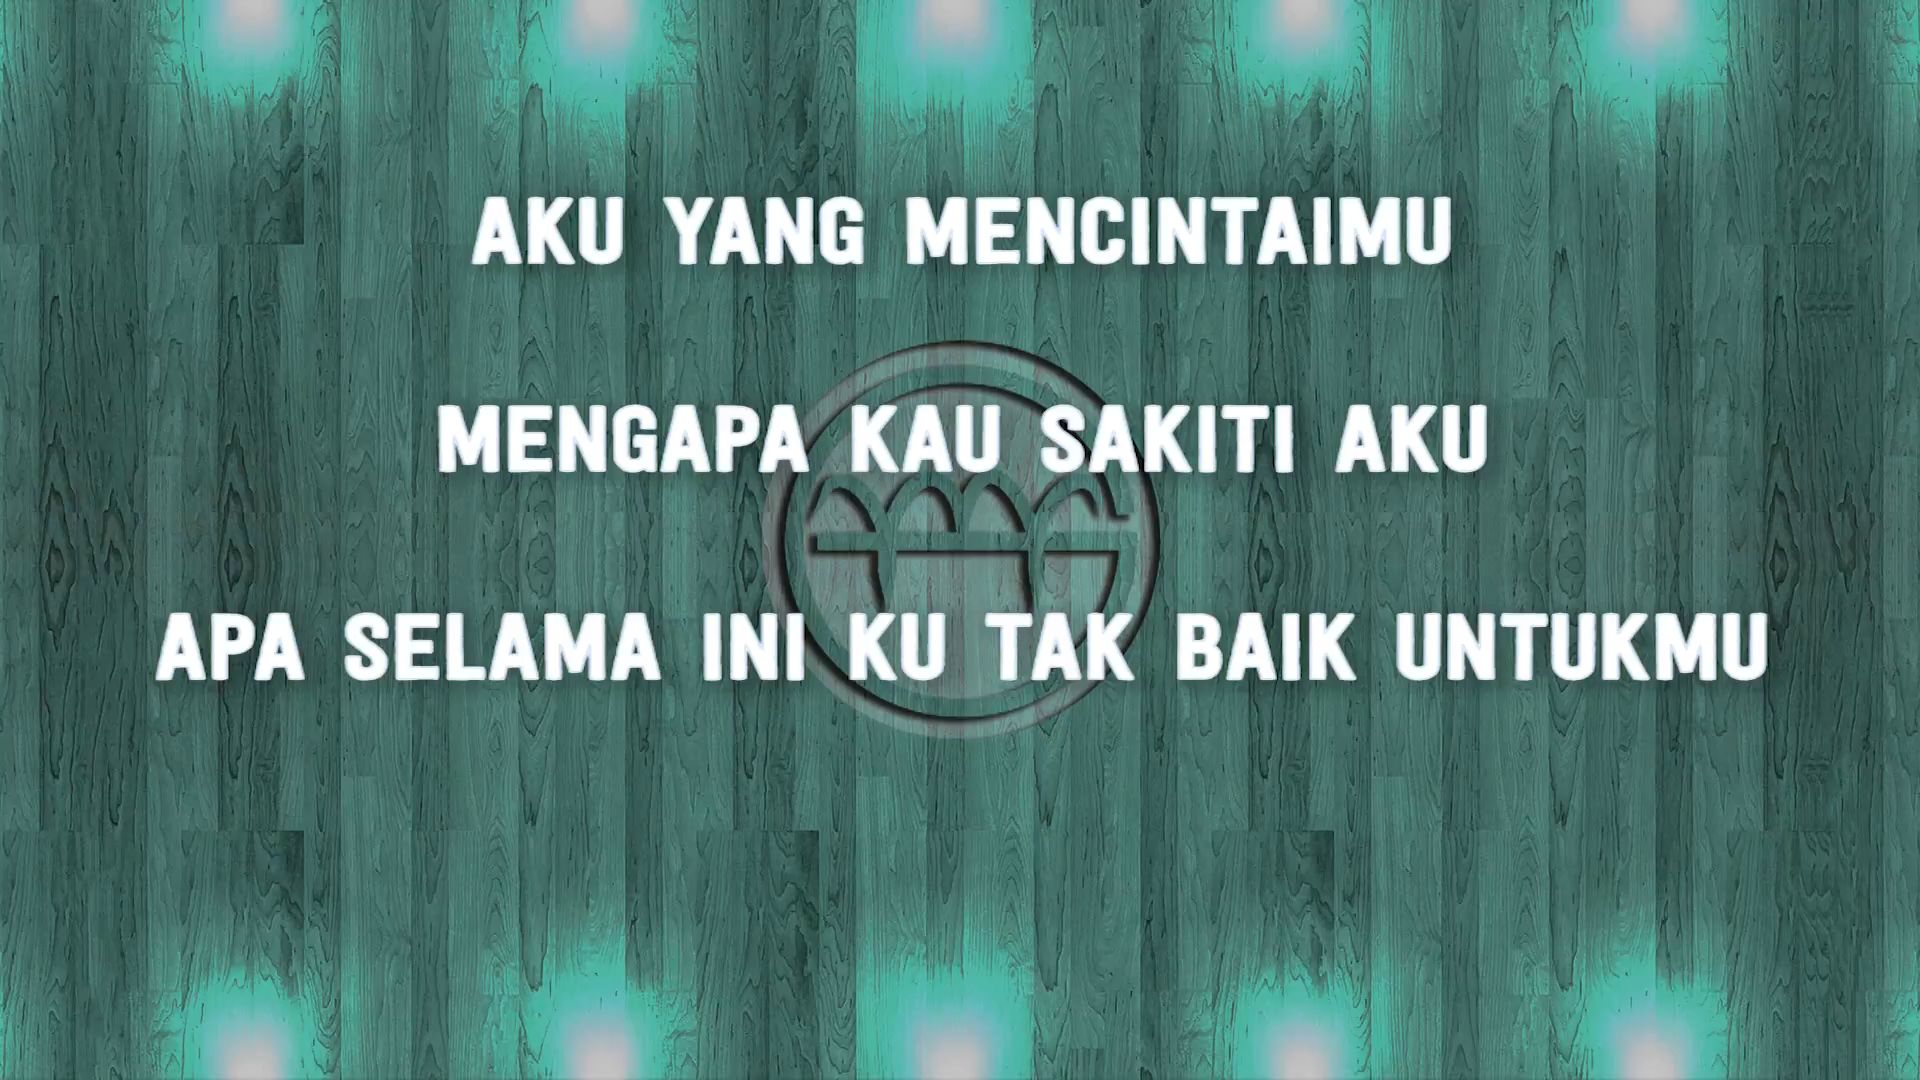 AKU YANG MENCINTAIMU
MENGAPA KAU SAKITI AKU
APA SELAMA INI KU TAK BAIK UNTUKMU